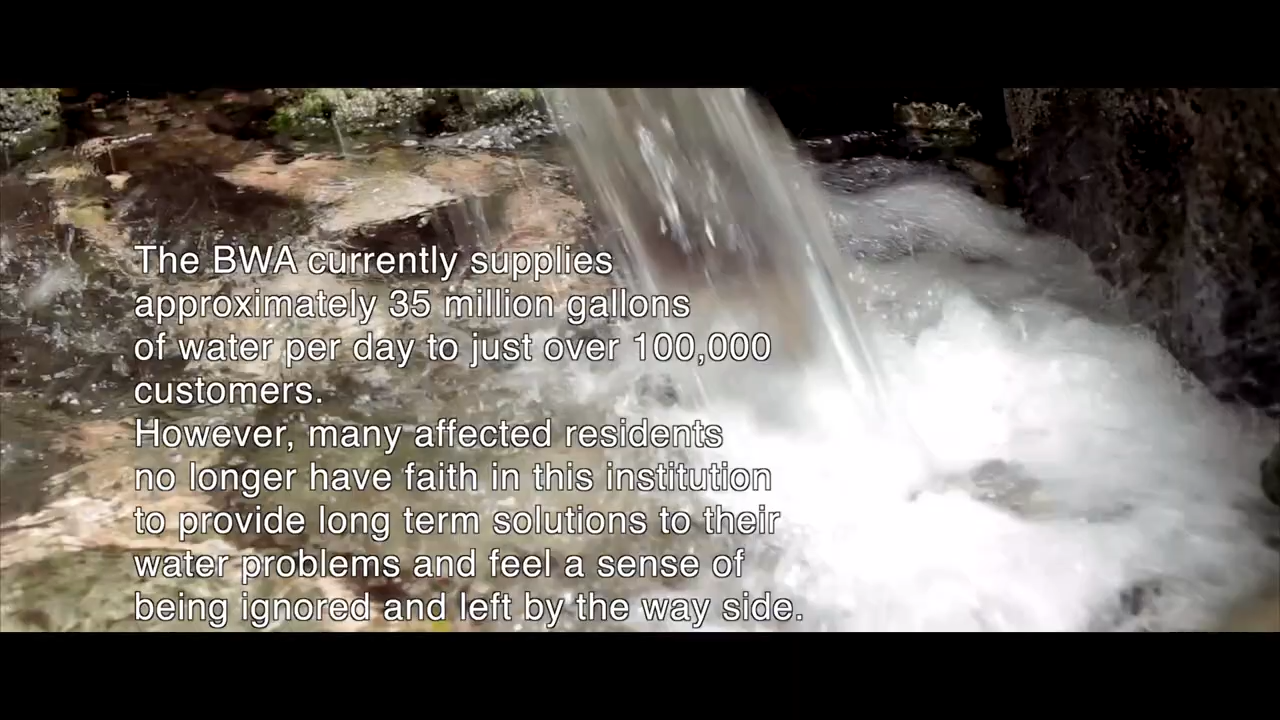 The BWA currently supplies
approximately 35 million gallons
of water per day to just over 100,000
customers.
However, many affected residents
no longer have faith in this institution
to provide long term solutions to their
water problems and feel a sense of
being ignored and left by the way side.